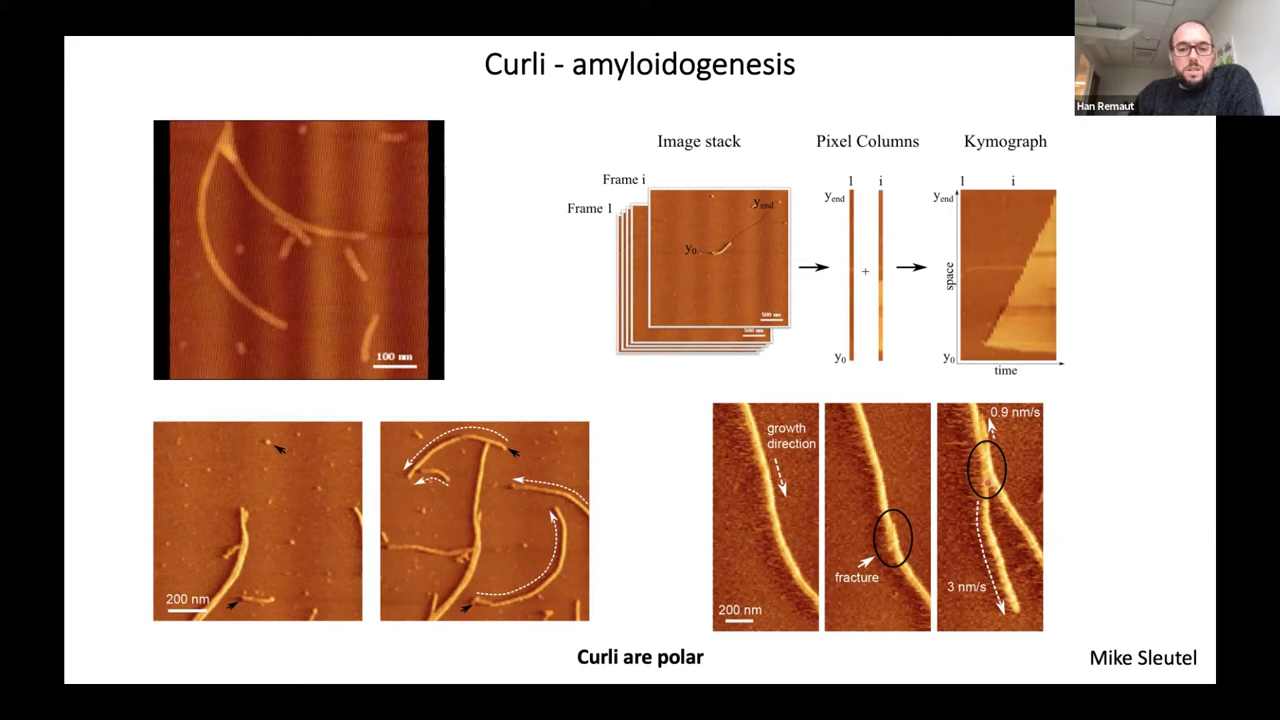 Curli - amyloidogenesis
Han Remaut
100 nm
Image stack
Pixel Columns
Kymograph
Frame i
Frame 1
y0
yend
500 nm
500 nm
1 i
yend
+
y0
1 i
yend
space
y0
time
200 nm
growth
direction
200 nm
fracture
0.9 nm/s
3 nm/s
Curli are polar
Mike Sleutel